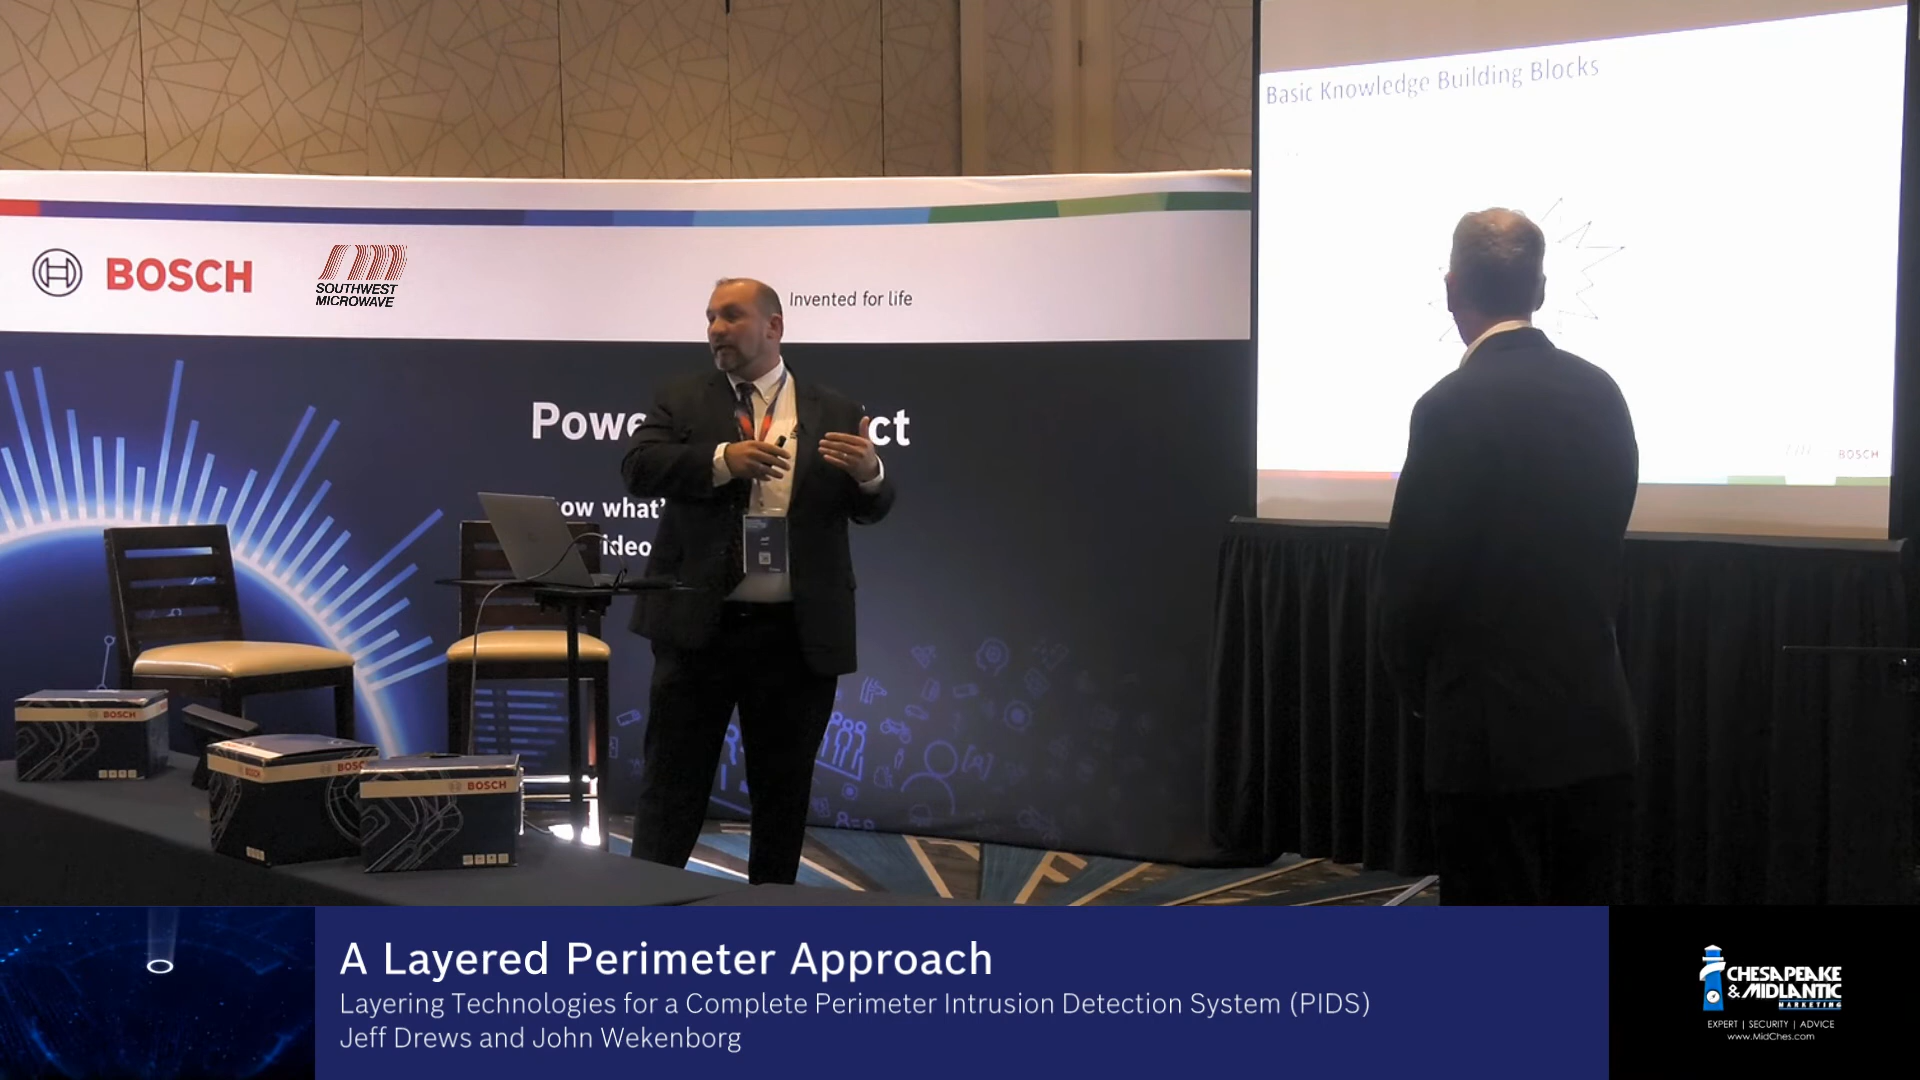 Basic Knowledge Building Blocks
BOSCH
SOUTHWEST
MICROWAVE
Invented for life
Powe ct
ow what'
ideo
BOSCH
BOSCH
BOSCH
BOSC
BOSCH
A Layered Perimeter Approach
Layering Technologies for a Complete Perimeter Intrusion Detection System (PIDS)
Jeff Drews and John Wekenborg
CHESAPEAKE
& MIDLANTIC
MARKETING
EXPERT | SECURITY | ADVICE
www.MidChes.com